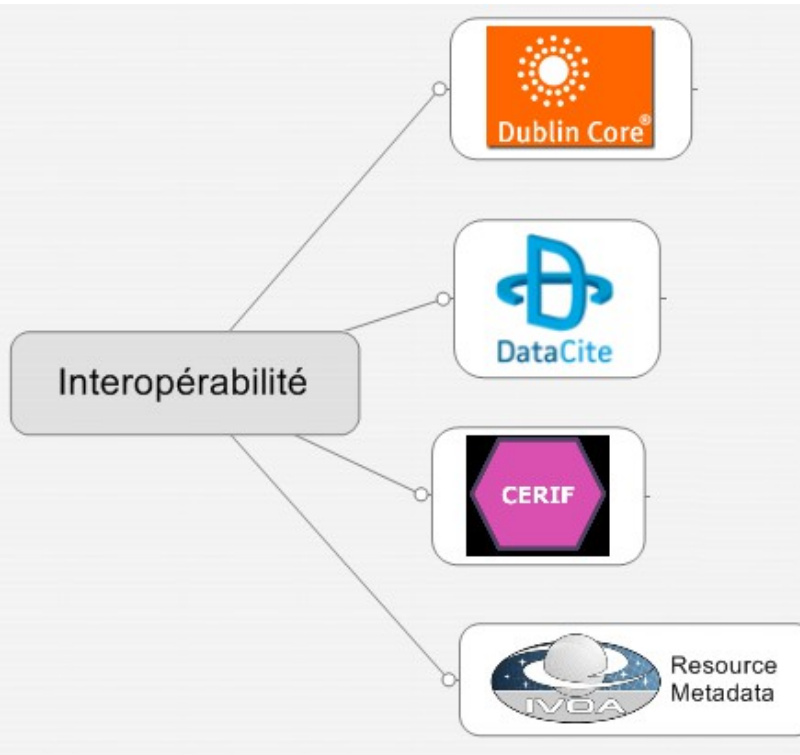 Dublin Core®
DataCite
Interopérabilité
CERIF
IVOA
Resource
Metadata